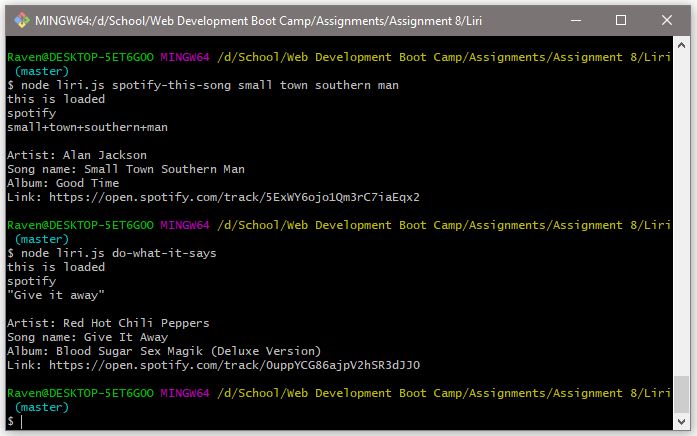 MINGW64:/d/School/Web Development Boot Camp/Assignments/Assignment 8/Liri
Raven@DESKTOP-5ET6GOO MINGW64 /d/School/Web Development Boot Camp/Assignments/Assignment 8/Liri
(master)
$ node liri.js spotify-this-song small town southern man
this is loaded
spotify
small+town+southern+man
Artist: Alan Jackson
Song name: Small Town Southern Man
Album: Good Time
Link: https://open.spotify.com/track/5ExWY6ojo1Qm3rC7iaEqx2
Raven@DESKTOP-5ET6GOO MINGW64 /d/School/Web Development Boot Camp/Assignments/Assignment 8/Liri
(master)
$ node liri.js do-what-it-says
this is loaded
spotify
"Give it away"
Artist: Red Hot Chili Peppers
Song name: Give It Away
Album: Blood Sugar Sex Magik (Deluxe Version)
Link: https://open.spotify.com/track/0uppYCG86ajpV2hSR3dJJ0
Raven@DESKTOP-5ET6GOO MINGW64 /d/School/Web Development Boot Camp/Assignments/Assignment 8/Liri
(master)
$